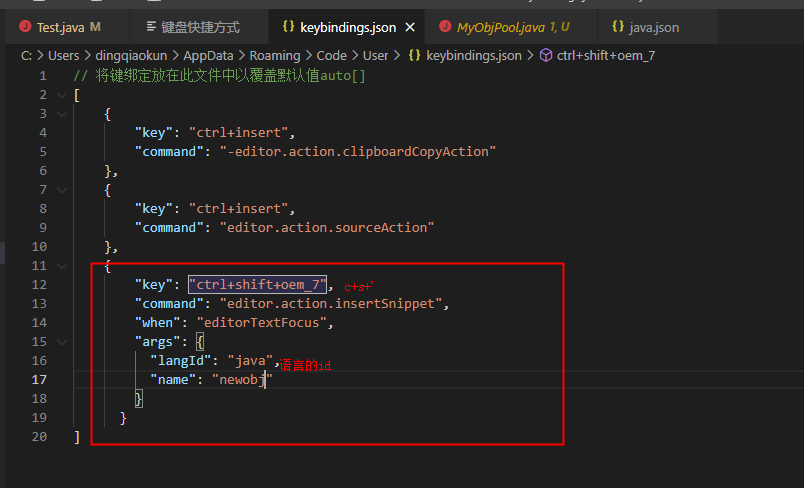 Test.java M 键盘快捷方式 {} keybindings.json × MyObjPool.java 1, U {} java.json
C: > Users > dingqiaokun > AppData > Roaming > Code > User > {} keybindings.json > ctrl+shift+oem_7
1 // 将键绑定放在此文件中以覆盖默认值auto[]
2 [
3 {
4 "key": "ctrl+insert",
5 "command": "-editor.action.clipboardCopyAction"
6 },
7 {
8 "key": "ctrl+insert",
9 "command": "editor.action.sourceAction"
10 },
11 {
12 "key": "ctrl+shift+oem_7", c+s+'
13 "command": "editor.action.insertSnippet",
14 "when": "editorTextFocus",
15 "args": {
16 "langId": "java", 语言的id
17 "name": "newobj"
18 }
19 }
20 ]